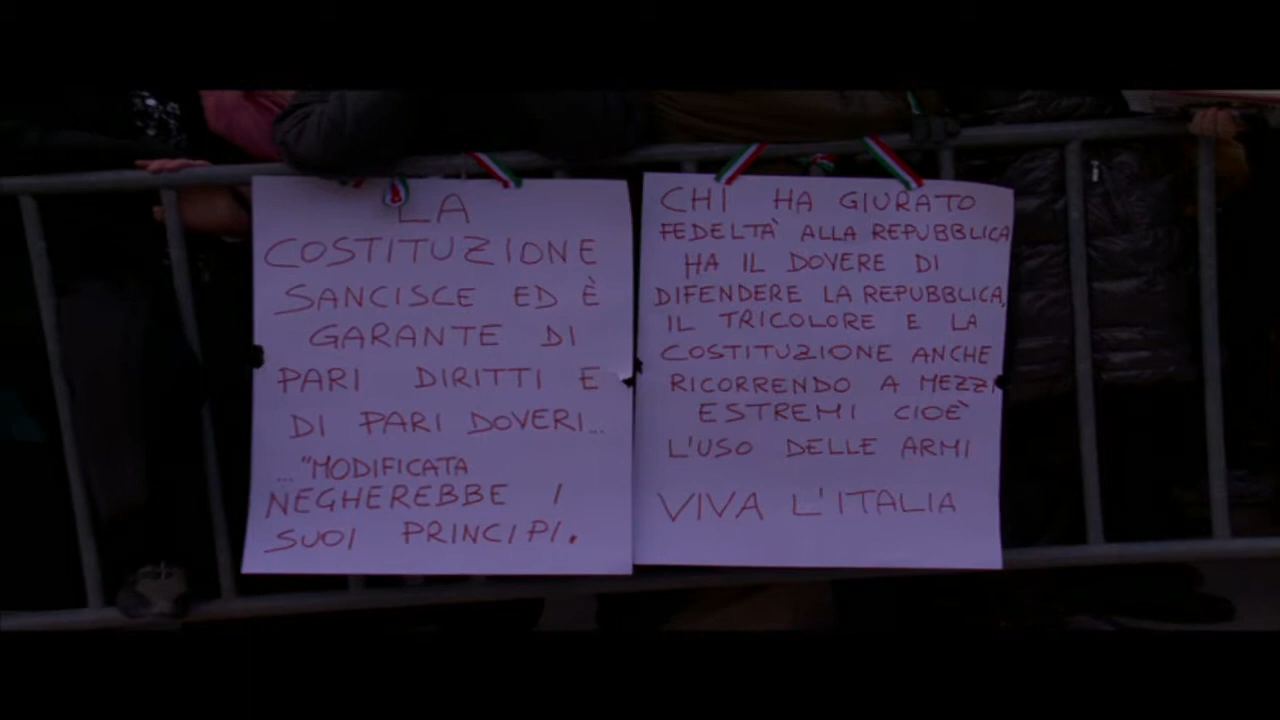 LA
COSTITUZIONE
SANCISCE ED È
GARANTE DI
PARI DIRITTI E
DI PARI DOVERI...
..."MODIFICATA
NEGHEREBBE I
SUOI PRINCIPI.
CHI HA GIURATO
FEDELTÀ ALLA REPUBBLICA
HA IL DOVERE DI
DIFENDERE LA REPUBBLICA,
IL TRICOLORE E LA
COSTITUZIONE ANCHE
RICORRENDO A MEZZI
ESTREMI CIOÈ
L'USO DELLE ARMI
VIVA L'ITALIA